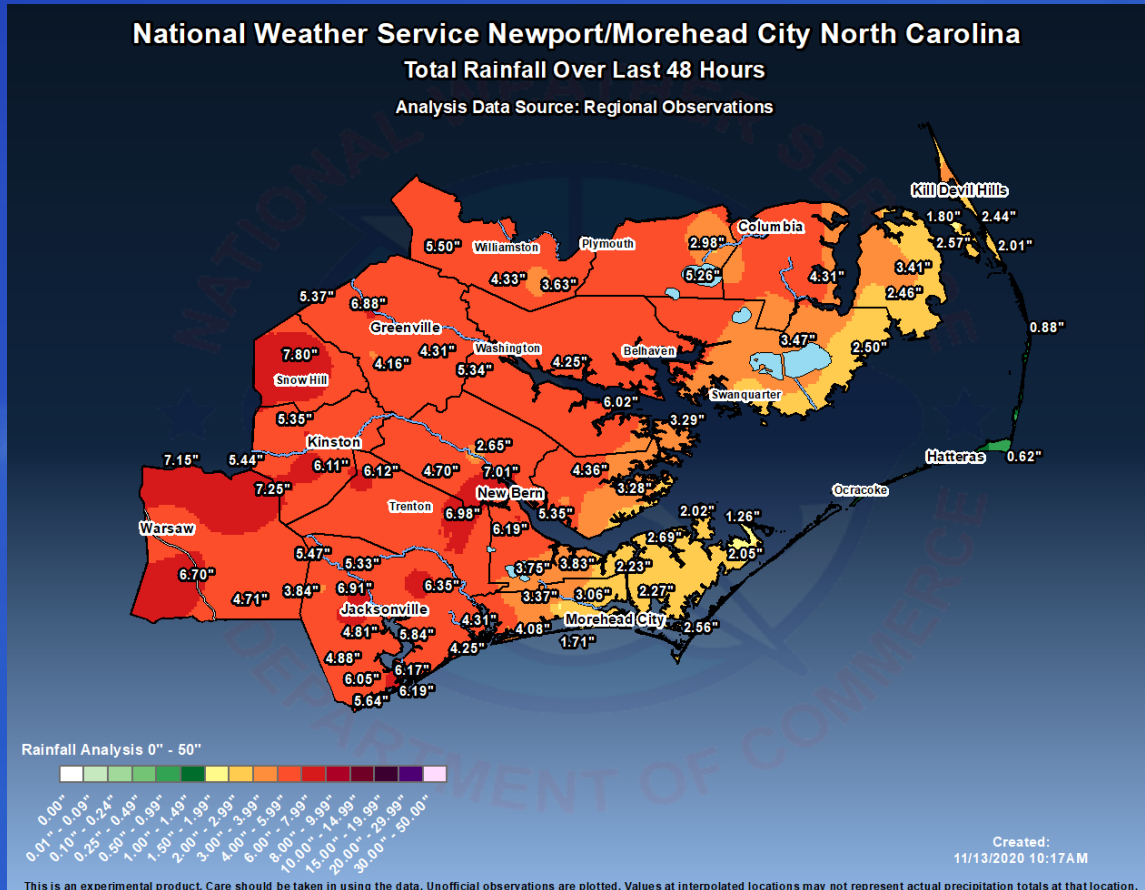 National Weather Service Newport/Morehead City North Carolina
Total Rainfall Over Last 48 Hours
Analysis Data Source: Regional Observations
NATIONAL WEATHER SERVICE
Kill Devil Hills
1.80" 2.44"
Columbia
5.50" Williamston Plymouth 2.98" 2.57" 2.01"
4.33" 3.63" 5.26" 4.31" 3.41"
5.37" 6.88" 2.46"
Greenville 0.88"
7.80" 4.16" 4.31" Washington 4.25" Belhaven 3.47" 2.50"
Snow Hill 5.34"
6.02" Swanquarter
5.35" 3.29"
Kinston 2.65"
7.15" 5.44" 6.11" 6.12" 4.70" 7.01" 4.36" Hatteras 0.62"
7.25" New Bern 3.28" Ocracoke
Trenton 6.98" 5.35" 2.02" 1.26"
Warsaw 6.19"
5.47" 5.33" 2.69" 2.05"
6.70" 3.75" 3.83" 2.23"
4.71" 3.84" 6.91" 6.35" 3.37" 3.06" 2.27"
Jacksonville 4.31" Morehead City
4.81" 5.84" 4.08" 2.56"
4.25" 1.71"
4.88" 6.17"
6.05" 6.19"
5.64"
DEPARTMENT OF COMMERCE
Rainfall Analysis 0" - 50"
0.00"
0.01" - 0.09"
0.10" - 0.24"
0.25" - 0.49"
0.50" - 0.99"
1.00" - 1.49"
1.50" - 1.99"
2.00" - 2.99"
3.00" - 3.99"
4.00" - 5.99"
6.00" - 7.99"
8.00" - 9.99"
10.00" - 14.99"
15.00" - 19.99"
20.00" - 29.99"
30.00" - 50.00"
Created:
11/13/2020 10:17AM
This is an experimental product. Care should be taken in using the data. Unofficial observations are plotted. Values at interpolated locations may not represent actual precipitation totals at that location.